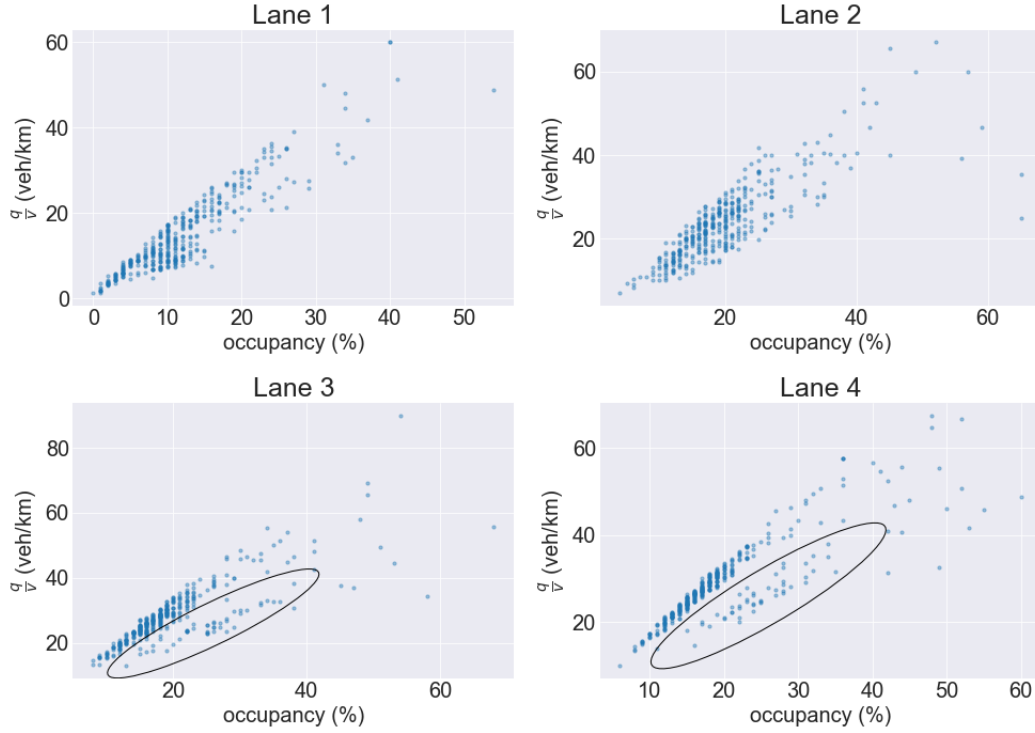 Lane 1
60
40
20
0
q/v (veh/km)
0 10 20 30 40 50
occupancy (%)
Lane 2
60
40
20
q/v (veh/km)
20 40 60
occupancy (%)
Lane 3
80
60
40
20
q/v (veh/km)
20 40 60
occupancy (%)
Lane 4
60
40
20
q/v (veh/km)
10 20 30 40 50 60
occupancy (%)